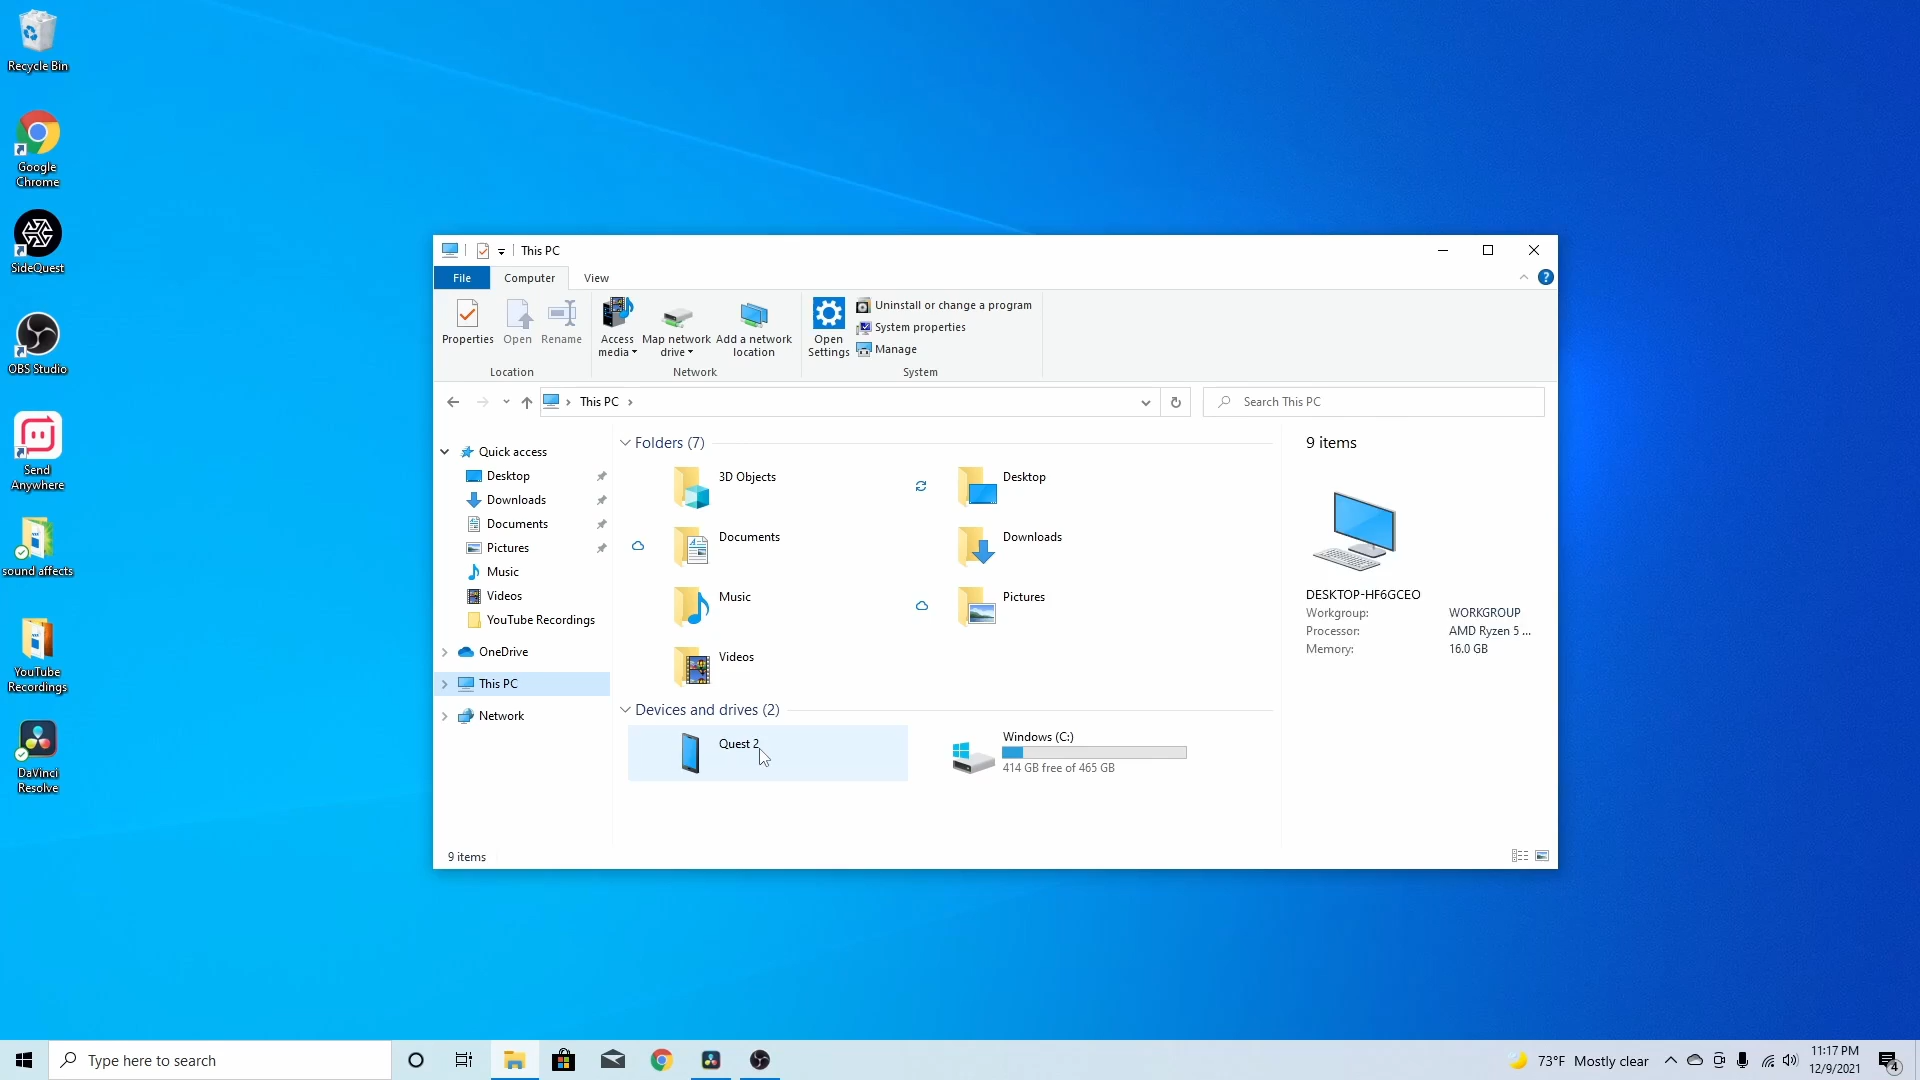 Recycle Bin
Google
Chrome
SideQuest
OBS Studio
Send
Anywhere
sound affects
YouTube
Recordings
DaVinci
Resolve
This PC
File
Computer
View
Properties
Open
Rename
Location
Access
media
Map network
drive
Add a network
location
Network
Open
Settings
Uninstall or change a program
System properties
Manage
System
This PC
Search This PC
Quick access
Desktop
Downloads
Documents
Pictures
Music
Videos
YouTube Recordings
OneDrive
This PC
Network
Folders (7)
3D Objects
Desktop
Documents
Downloads
Music
Pictures
Videos
Devices and drives (2)
Quest 2
Windows (C:)
414 GB free of 465 GB
9 items
DESKTOP-HF6GCEO
Workgroup: WORKGROUP
Processor: AMD Ryzen 5 ...
Memory: 16.0 GB
9 items
Type here to search
73°F Mostly clear
11:17 PM
12/9/2021
4